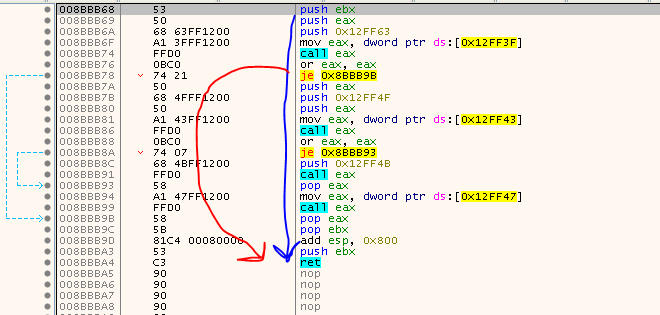 008BBB68 53 push ebx
008BBB69 50 push eax
008BBB6A 68 63FF1200 push 0x12FF63
008BBB6F A1 3FFF1200 mov eax, dword ptr ds:[0x12FF3F]
008BBB74 FFD0 call eax
008BBB76 0BC0 or eax, eax
008BBB78 74 21 je 0x8BBB9B
008BBB7A 50 push eax
008BBB7B 68 4FFF1200 push 0x12FF4F
008BBB80 50 push eax
008BBB81 A1 43FF1200 mov eax, dword ptr ds:[0x12FF43]
008BBB86 FFD0 call eax
008BBB88 0BC0 or eax, eax
008BBB8A 74 07 je 0x8BBB93
008BBB8C 68 4BFF1200 push 0x12FF4B
008BBB91 FFD0 call eax
008BBB93 58 pop eax
008BBB94 A1 47FF1200 mov eax, dword ptr ds:[0x12FF47]
008BBB99 FFD0 call eax
008BBB9B 58 pop eax
008BBB9C 5B pop ebx
008BBB9D 81C4 00080000 add esp, 0x800
008BBBA3 53 push ebx
008BBBA4 C3 ret
008BBBA5 90 nop
008BBBA6 90 nop
008BBBA7 90 nop
008BBBA8 90 nop